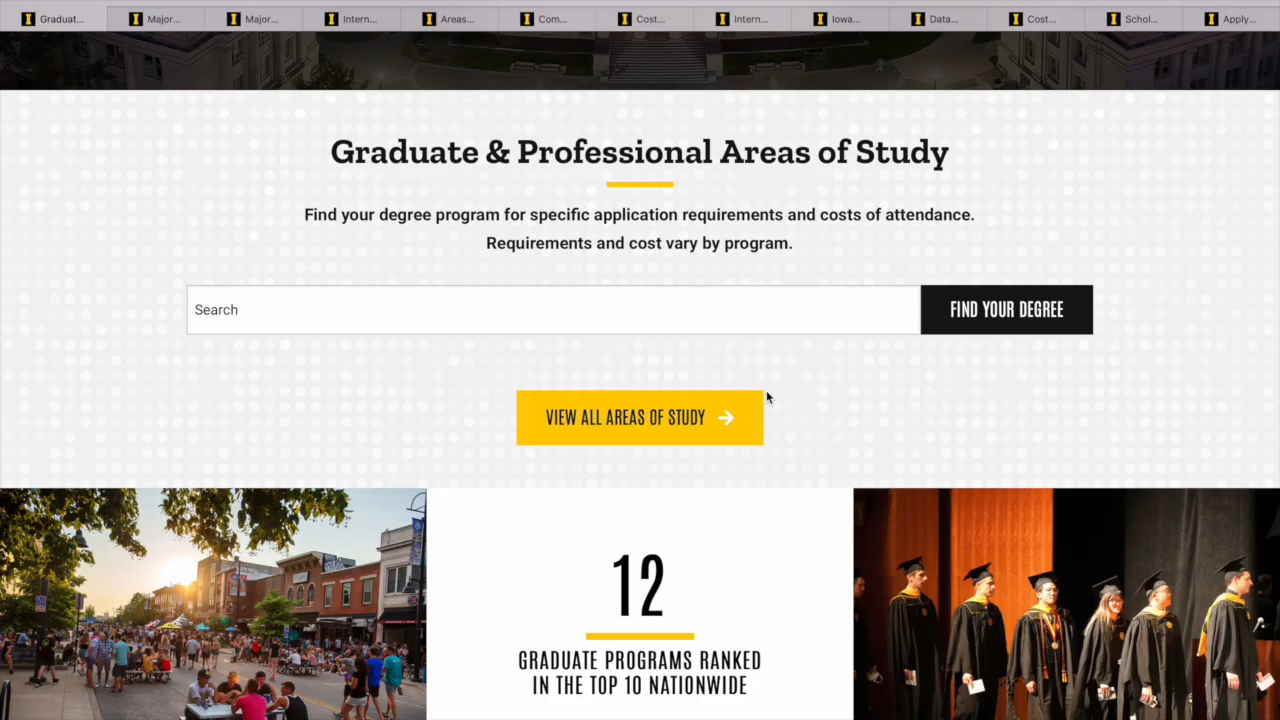 Graduat...
Major...
Major...
Intern...
Areas...
Com...
Cost...
Intern...
Iowa...
Data...
Cost...
Schol...
Apply...
Graduate & Professional Areas of Study
Find your degree program for specific application requirements and costs of attendance.
Requirements and cost vary by program.
Search
FIND YOUR DEGREE
VIEW ALL AREAS OF STUDY
12
GRADUATE PROGRAMS RANKED
IN THE TOP 10 NATIONWIDE